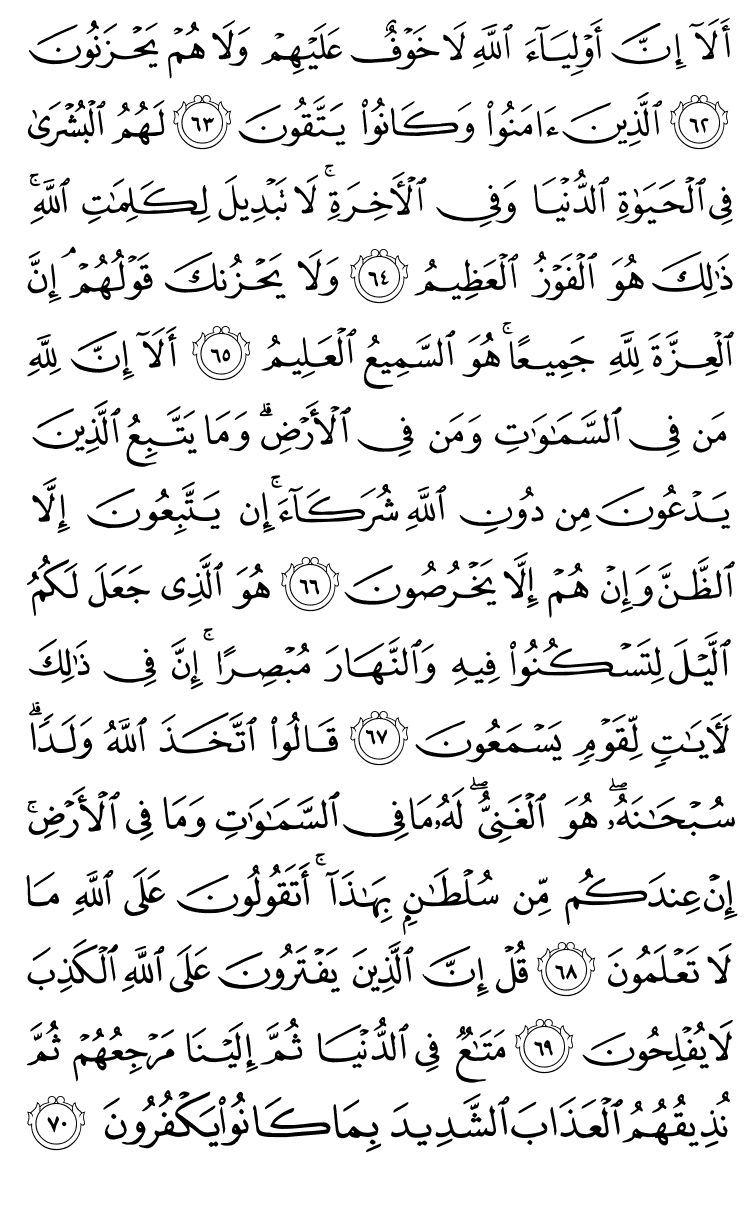 أَلَآ إِنَّ أَوْلِيَآءَ ٱللَّهِ لَا خَوْفٌ عَلَيْهِمْ وَلَا هُمْ يَحْزَنُونَ
۝٦٢ ٱلَّذِينَ ءَامَنُوا۟ وَكَانُوا۟ يَتَّقُونَ ۝٦٣ لَهُمُ ٱلْبُشْرَىٰ
فِى ٱلْحَيَوٰةِ ٱلدُّنْيَا وَفِى ٱلْأَخِرَةِ ۚ لَا تَبْدِيلَ لِكَلِمَٰتِ ٱللَّهِ ۚ
ذَٰلِكَ هُوَ ٱلْفَوْزُ ٱلْعَظِيمُ ۝٦٤ وَلَا يَحْزُنكَ قَوْلُهُمْ ۘ إِنَّ
ٱلْعِزَّةَ لِلَّهِ جَمِيعًا ۚ هُوَ ٱلسَّمِيعُ ٱلْعَلِيمُ ۝٦٥ أَلَآ إِنَّ لِلَّهِ
مَن فِى ٱلسَّمَٰوَٰتِ وَمَن فِى ٱلْأَرْضِ ۗ وَمَا يَتَّبِعُ ٱلَّذِينَ
يَدْعُونَ مِن دُونِ ٱللَّهِ شُرَكَآءَ ۚ إِن يَتَّبِعُونَ إِلَّا
ٱلظَّنَّ وَإِنْ هُمْ إِلَّا يَخْرُصُونَ ۝٦٦ هُوَ ٱلَّذِى جَعَلَ لَكُمُ
ٱلَّيْلَ لِتَسْكُنُوا۟ فِيهِ وَٱلنَّهَارَ مُبْصِرًا ۚ إِنَّ فِى ذَٰلِكَ
لَأَيَٰتٍ لِّقَوْمٍ يَسْمَعُونَ ۝٦٧ قَالُوا۟ ٱتَّخَذَ ٱللَّهُ وَلَدًا ۗ
سُبْحَٰنَهُۥ ۖ هُوَ ٱلْغَنِىُّ ۖ لَهُۥ مَا فِى ٱلسَّمَٰوَٰتِ وَمَا فِى ٱلْأَرْضِ ۚ
إِنْ عِندَكُم مِّن سُلْطَٰنٍۭ بِهَٰذَآ ۚ أَتَقُولُونَ عَلَى ٱللَّهِ مَا
لَا تَعْلَمُونَ ۝٦٨ قُلْ إِنَّ ٱلَّذِينَ يَفْتَرُونَ عَلَى ٱللَّهِ ٱلْكَذِبَ
لَا يُفْلِحُونَ ۝٦٩ مَتَٰعٌ فِى ٱلدُّنْيَا ثُمَّ إِلَيْنَا مَرْجِعُهُمْ ثُمَّ
نُذِيقُهُمُ ٱلْعَذَابَ ٱلشَّدِيدَ بِمَا كَانُوا۟ يَكْفُرُونَ ۝٧٠